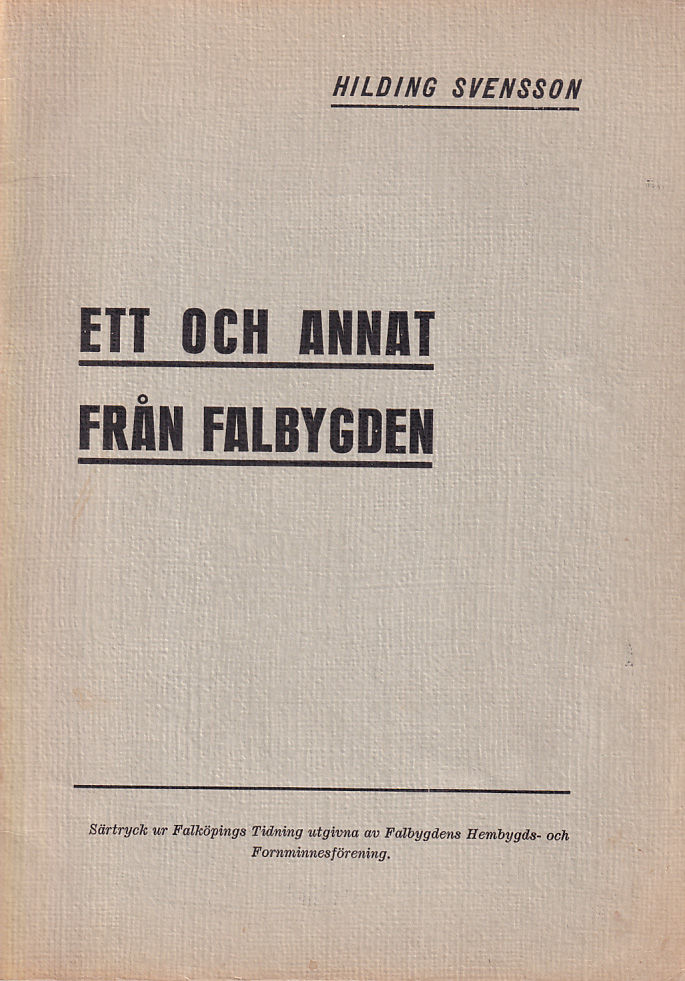 HILDING SVENSSON
ETT OCH ANNAT
FRÅN FALBYGDEN
Särtryck ur Falköpings Tidning utgivna av Falbygdens Hembygds- och
Fornminnesförening.